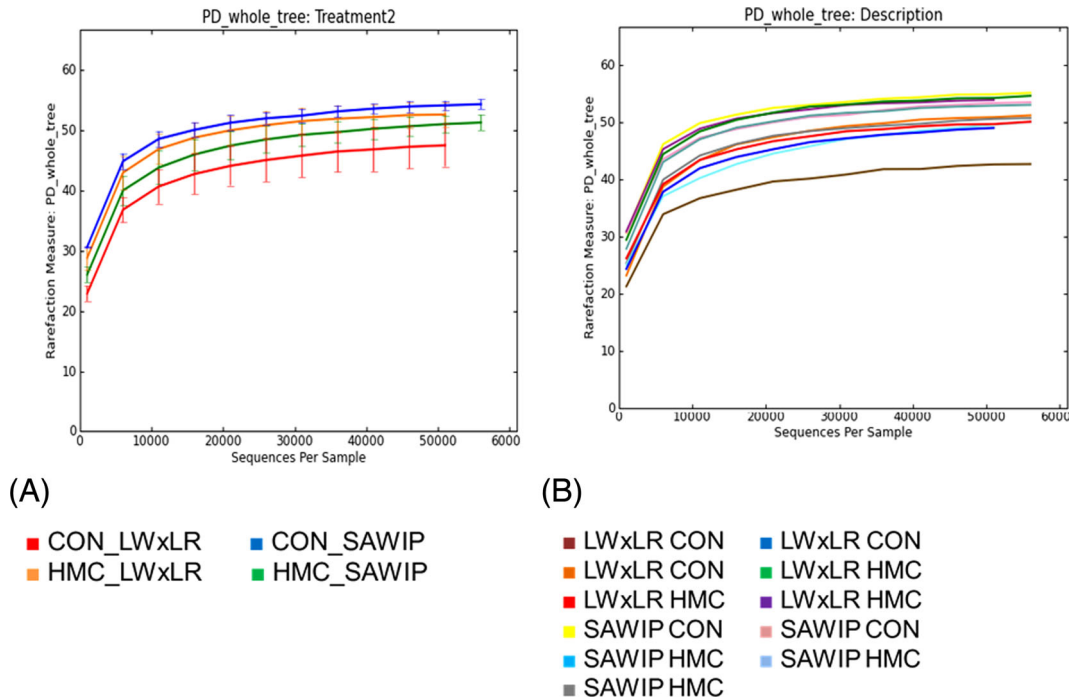 PD_whole_tree: Treatment2
Rarefaction Measure: PD_whole_tree
60
50
40
30
20
10
0
0 10000 20000 30000 40000 50000 6000
Sequences Per Sample
PD_whole_tree: Description
Rarefaction Measure: PD_whole_tree
60
50
40
30
20
10
0
0 10000 20000 30000 40000 50000 6000
Sequences Per Sample
(A)
CON_LWxLR CON_SAWIP
HMC_LWxLR HMC_SAWIP
(B)
LWxLR CON LWxLR CON
LWxLR CON LWxLR HMC
LWxLR HMC LWxLR HMC
SAWIP CON SAWIP CON
SAWIP HMC SAWIP HMC
SAWIP HMC